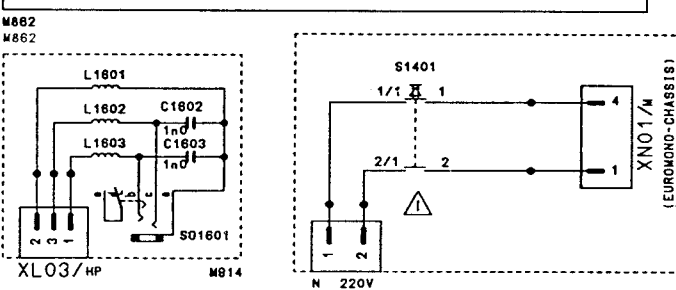 M862
M862
L1601
L1602
C1602
1n0
L1603
C1603
1n0
a b c
SO1601
2 3 1
XL03/HP
M814
S1401
1/1 1
4
2/1 2
1
XN01/M
(EUROMONO-CHASSIS)
!
1 2
N 220V